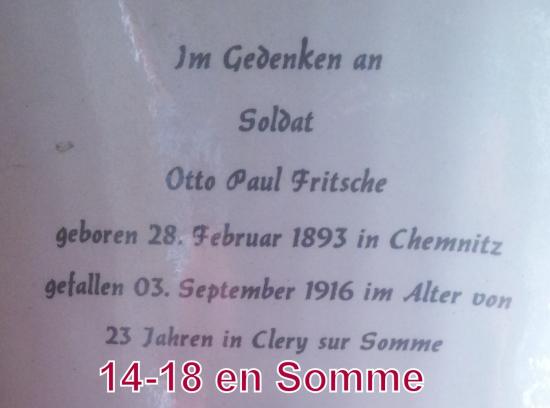 Im Gedenken an
Soldat
Otto Paul Fritsche
geboren 28. Februar 1893 in Chemnitz
gefallen 03. September 1916 im Alter von
23 Jahren in Clery sur Somme
14-18 en Somme